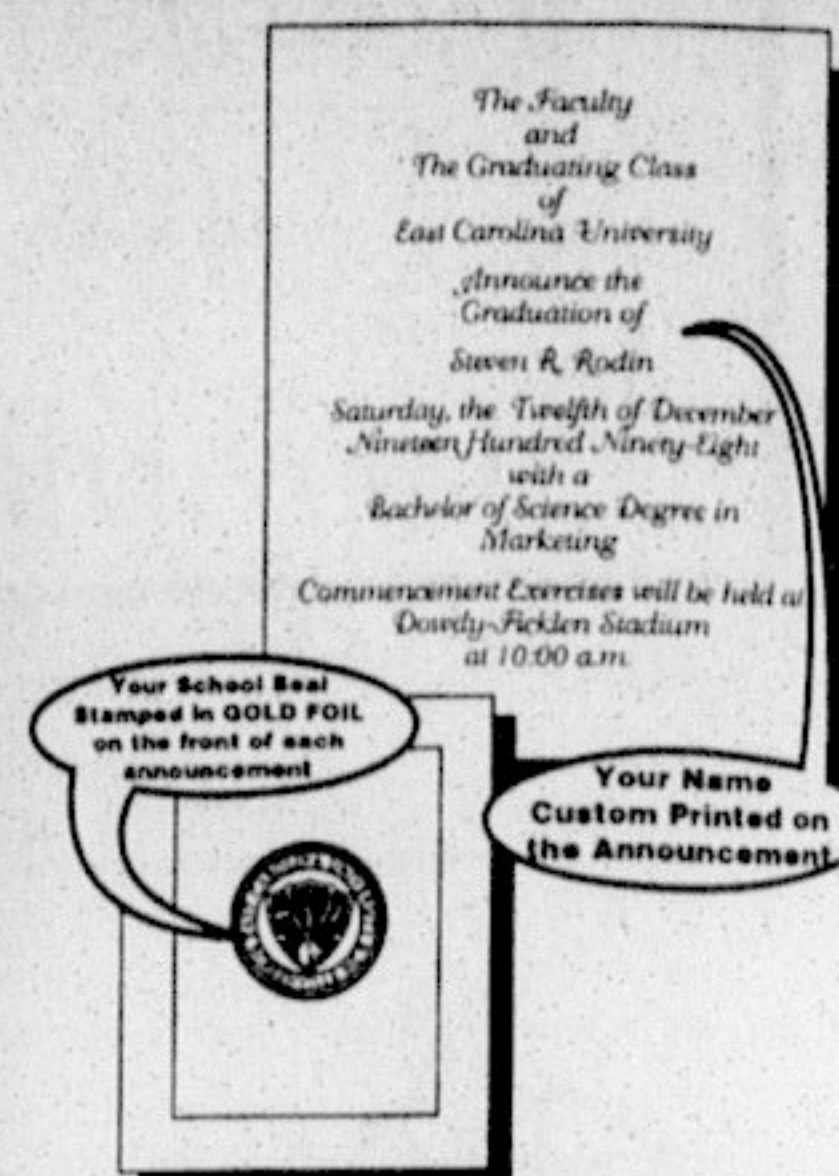 The Faculty
and
The Graduating Class
of
East Carolina University
Announce the
Graduation of
Steven R. Rodin
Saturday, the Twelfth of December
Nineteen Hundred Ninety-Eight
with a
Bachelor of Science Degree in
Marketing
Commencement Exercises will be held at
Dowdy-Ficklen Stadium
at 10:00 a.m.
Your School Seal
Stamped in GOLD FOIL
on the front of each
announcement
Your Name
Custom Printed on
the Announcement